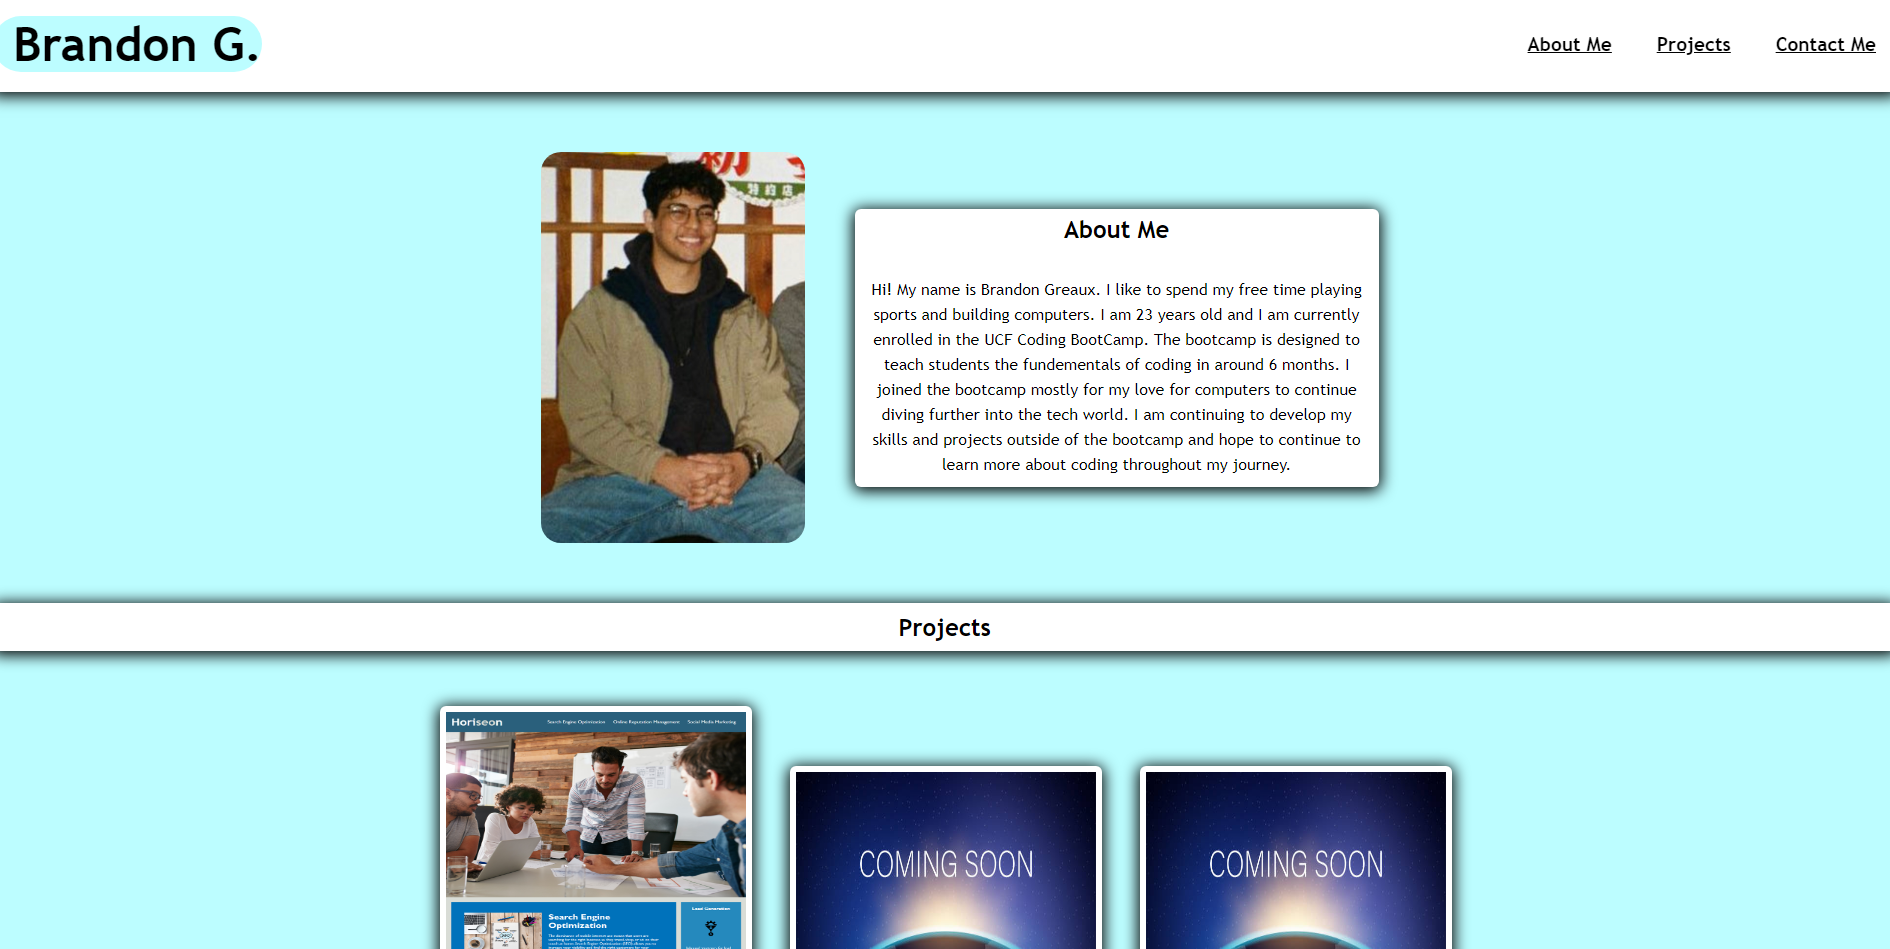 Brandon G.
About Me
Projects
Contact Me
特約店
About Me
Hi! My name is Brandon Greaux. I like to spend my free time playing
sports and building computers. I am 23 years old and I am currently
enrolled in the UCF Coding BootCamp. The bootcamp is designed to
teach students the fundementals of coding in around 6 months. I
joined the bootcamp mostly for my love for computers to continue
diving further into the tech world. I am continuing to develop my
skills and projects outside of the bootcamp and hope to continue to
learn more about coding throughout my journey.
Projects
Horiseon
Search Engine Optimization
Online Reputation Management
Social Media Marketing
Search Engine
Optimization
Lead Generation
COMING SOON
COMING SOON